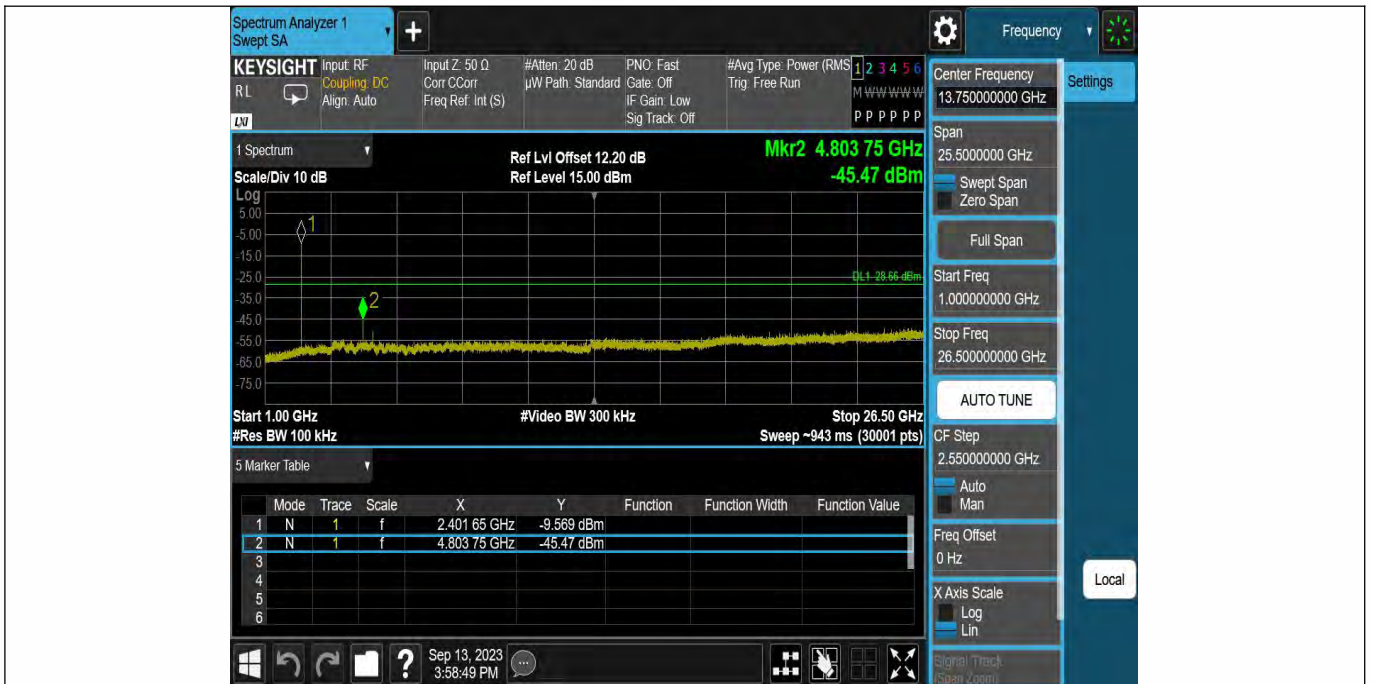 Spectrum Analyzer 1
Swept SA
+
Frequency
KEYSIGHT
RL
LXI
Input: RF
Coupling: DC
Align: Auto
Input Z: 50 Ω
Corr CCorr
Freq Ref: Int (S)
#Atten: 20 dB
µW Path: Standard
PNO: Fast
Gate: Off
IF Gain: Low
Sig Track: Off
#Avg Type: Power (RMS
Trig: Free Run
1 2 3 4 5 6
M W W W W W
P P P P P P
1 Spectrum
Scale/Div 10 dB
Ref Lvl Offset 12.20 dB
Ref Level 15.00 dBm
Mkr2 4.803 75 GHz
-45.47 dBm
Log
5.00
-5.00
-15.0
-25.0
-35.0
-45.0
-55.0
-65.0
-75.0
1
2
DL1 -28.66 dBm
Start 1.00 GHz
#Res BW 100 kHz
#Video BW 300 kHz
Stop 26.50 GHz
Sweep ~943 ms (30001 pts)
5 Marker Table
Mode Trace Scale X Y Function Function Width Function Value
1 N 1 f 2.401 65 GHz -9.569 dBm
2 N 1 f 4.803 75 GHz -45.47 dBm
3
4
5
6
?
Sep 13, 2023
3:58:49 PM
Center Frequency
13.750000000 GHz
Settings
Span
25.5000000 GHz
Swept Span
Zero Span
Full Span
Start Freq
1.000000000 GHz
Stop Freq
26.500000000 GHz
AUTO TUNE
CF Step
2.550000000 GHz
Auto
Man
Freq Offset
0 Hz
Local
X Axis Scale
Log
Lin
Signal Track
(Span Zoom)